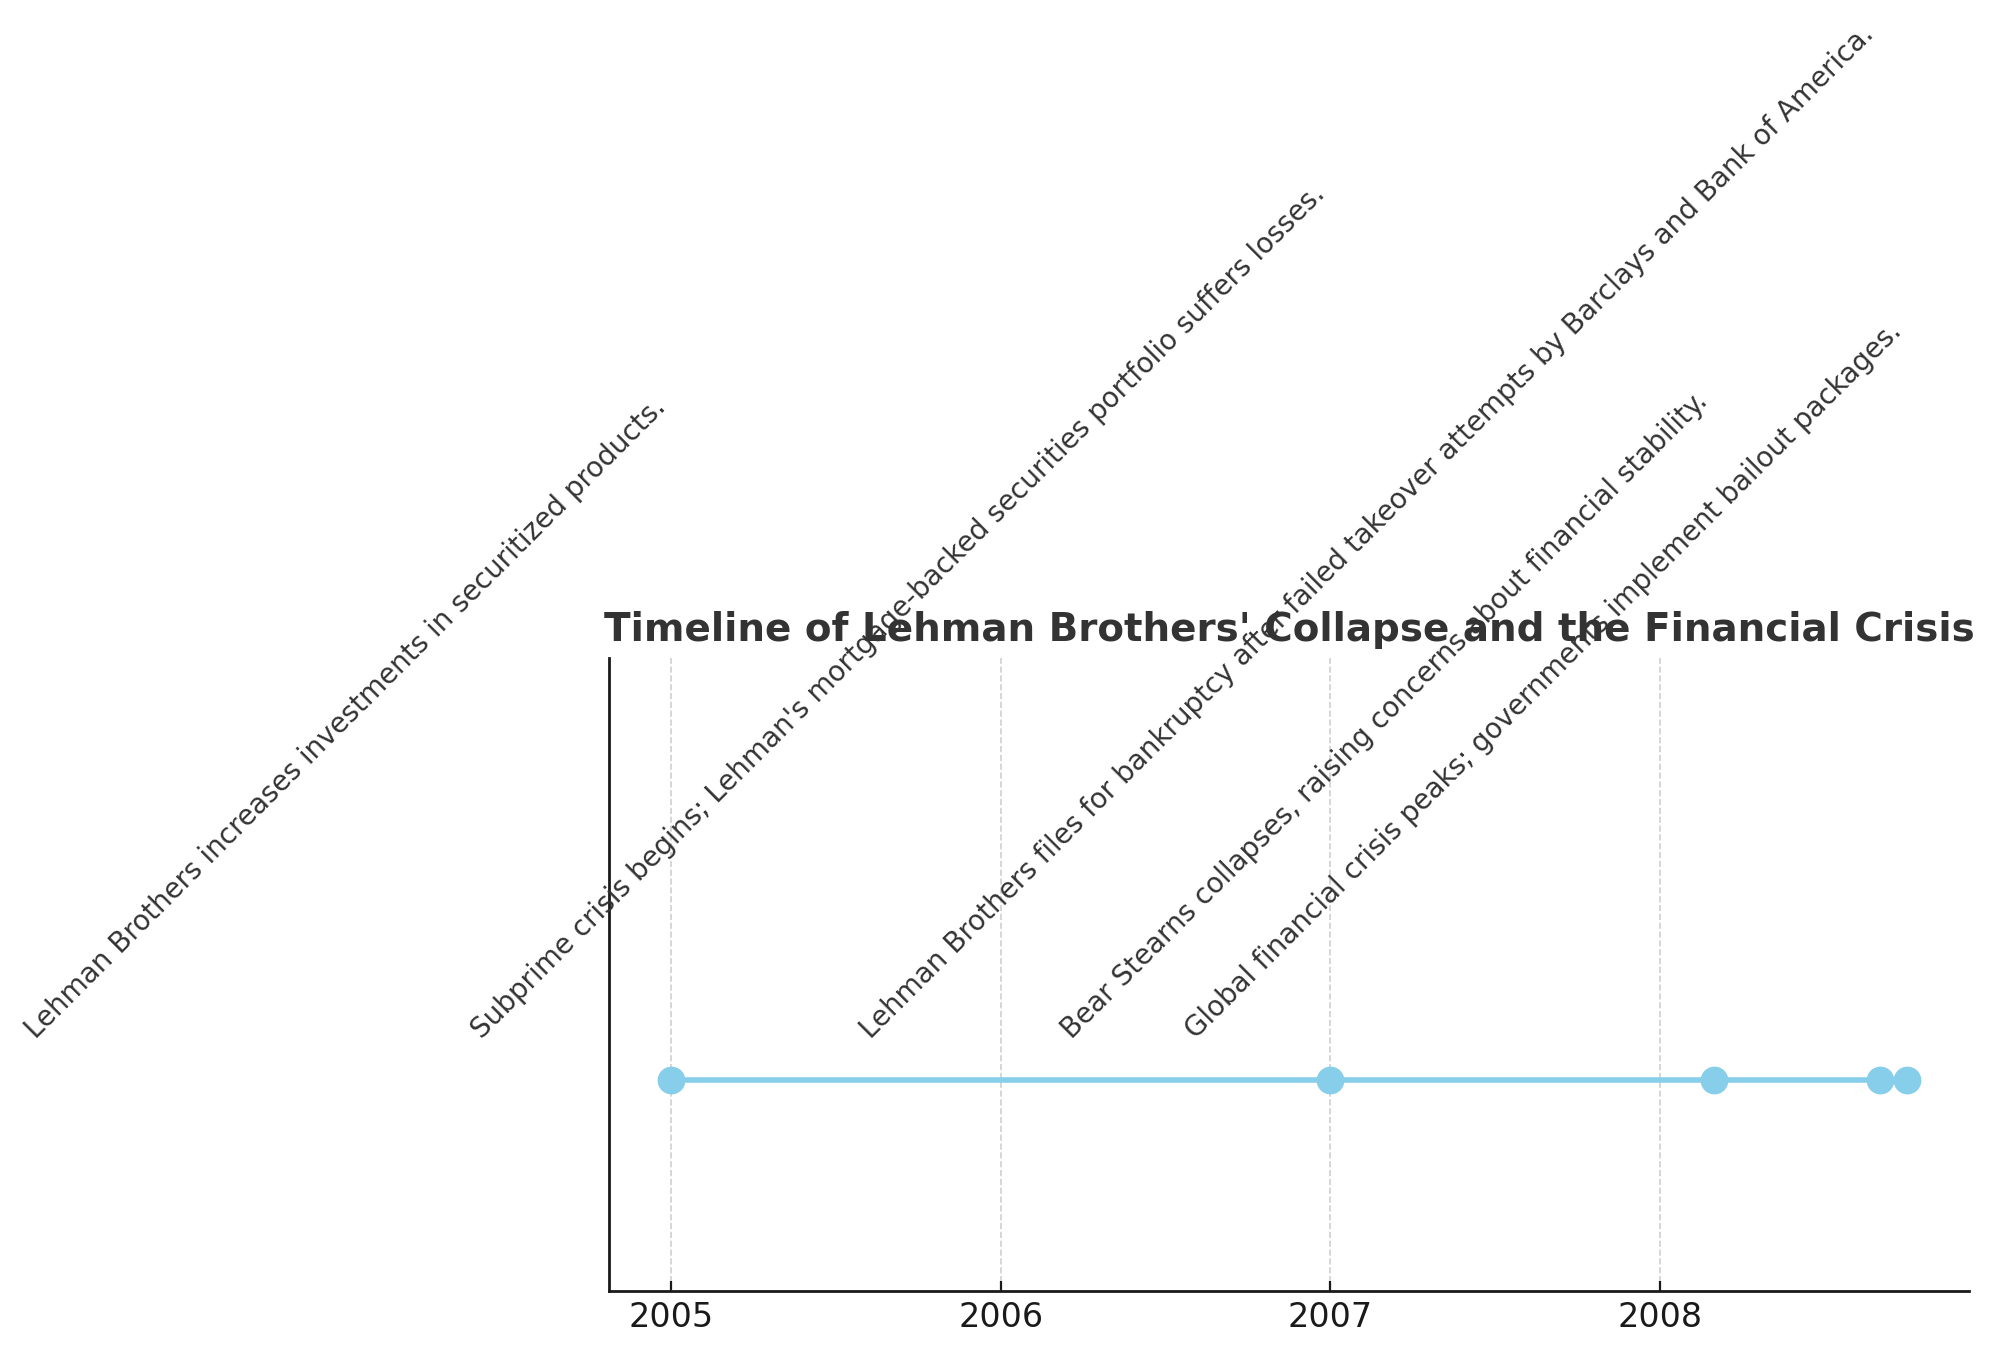 Lehman Brothers increases investments in securitized products.
Subprime crisis begins; Lehman's mortgage-backed securities portfolio suffers losses.
Lehman Brothers files for bankruptcy after failed takeover attempts by Barclays and Bank of America.
Bear Stearns collapses, raising concerns about financial stability.
Global financial crisis peaks; governments implement bailout packages.
Timeline of Lehman Brothers' Collapse and the Financial Crisis
2005
2006
2007
2008